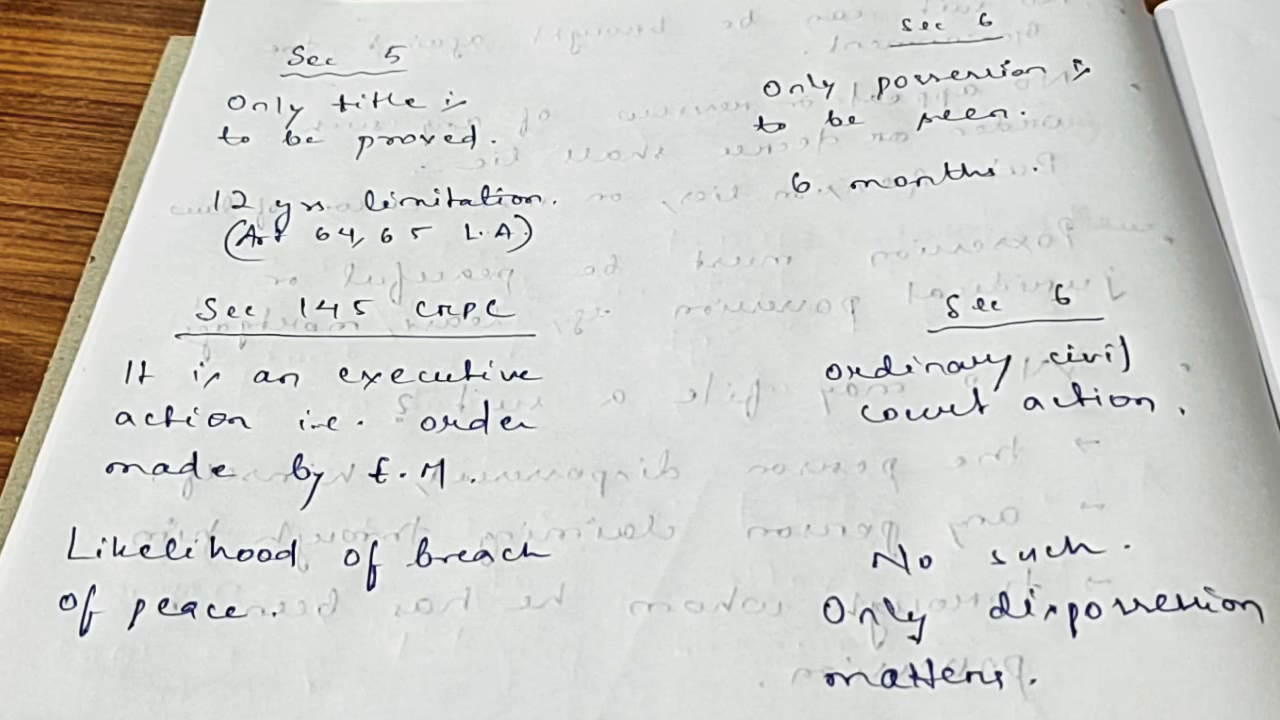 Sec 5
Only title is
to be proved.
12 yrs limitation.
(Art 64, 65 L.A.)
Sec 6
Only possession is
to be seen.
6 months.
Sec 145 CRPC
It is an executive
action i.e. order
made by E.M.
Likelihood of breach
of peace.
Sec 6
ordinary civil
court action.
No such.
Only dispossession
matters.